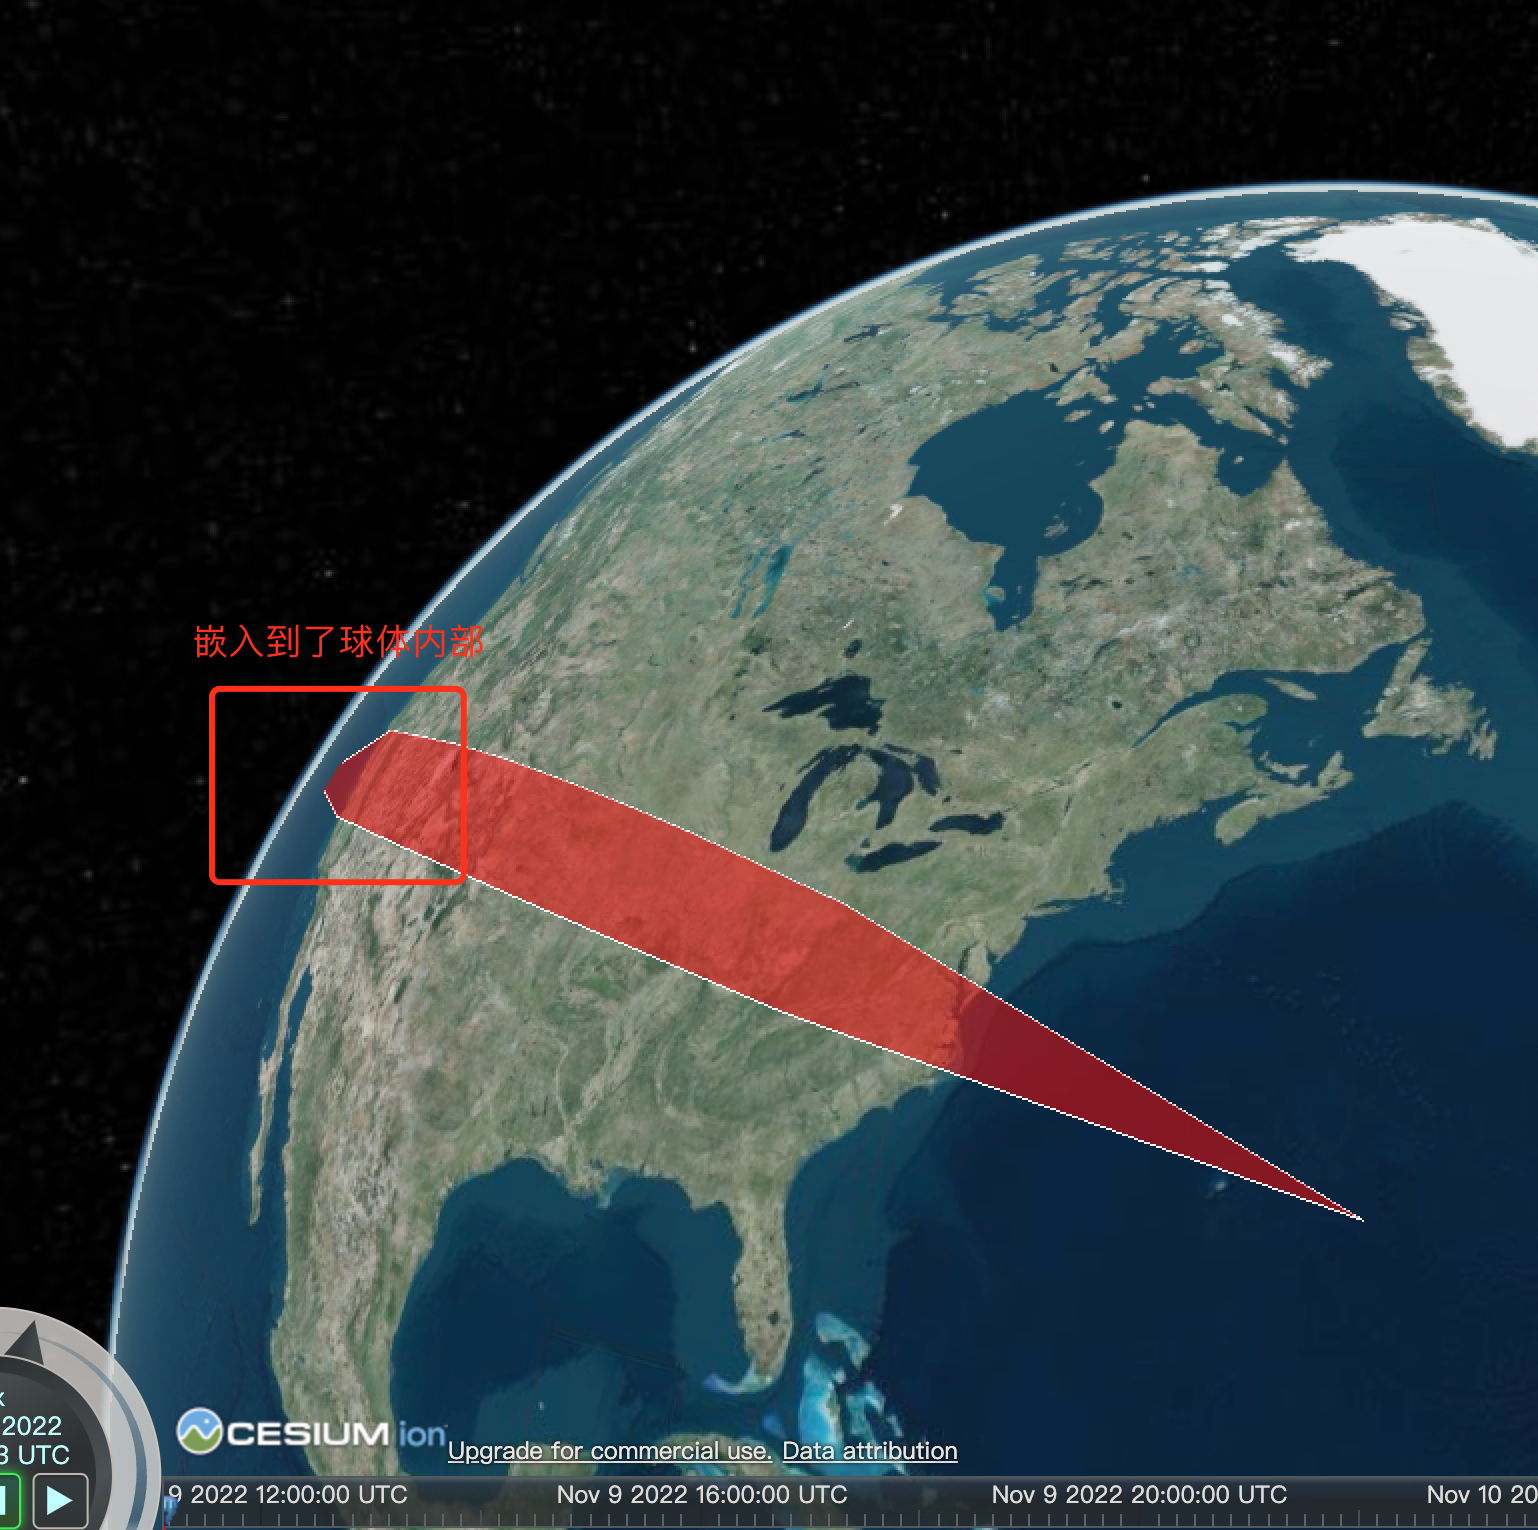 嵌入到了球体内部
x
2022
3 UTC
CESIUM ion
Upgrade for commercial use. Data attribution
9 2022 12:00:00 UTC
Nov 9 2022 16:00:00 UTC
Nov 9 2022 20:00:00 UTC
Nov 10 20